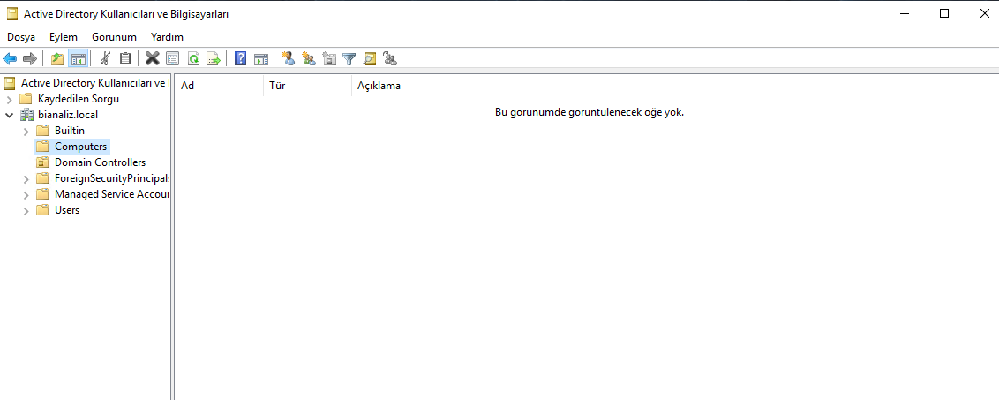 Active Directory Kullanıcıları ve Bilgisayarları
Dosya Eylem Görünüm Yardım
Active Directory Kullanıcıları ve
Kaydedilen Sorgu
bianaliz.local
Builtin
Computers
Domain Controllers
ForeignSecurityPrincipals
Managed Service Accour
Users
Ad Tür Açıklama
Bu görünümde görüntülenecek öğe yok.